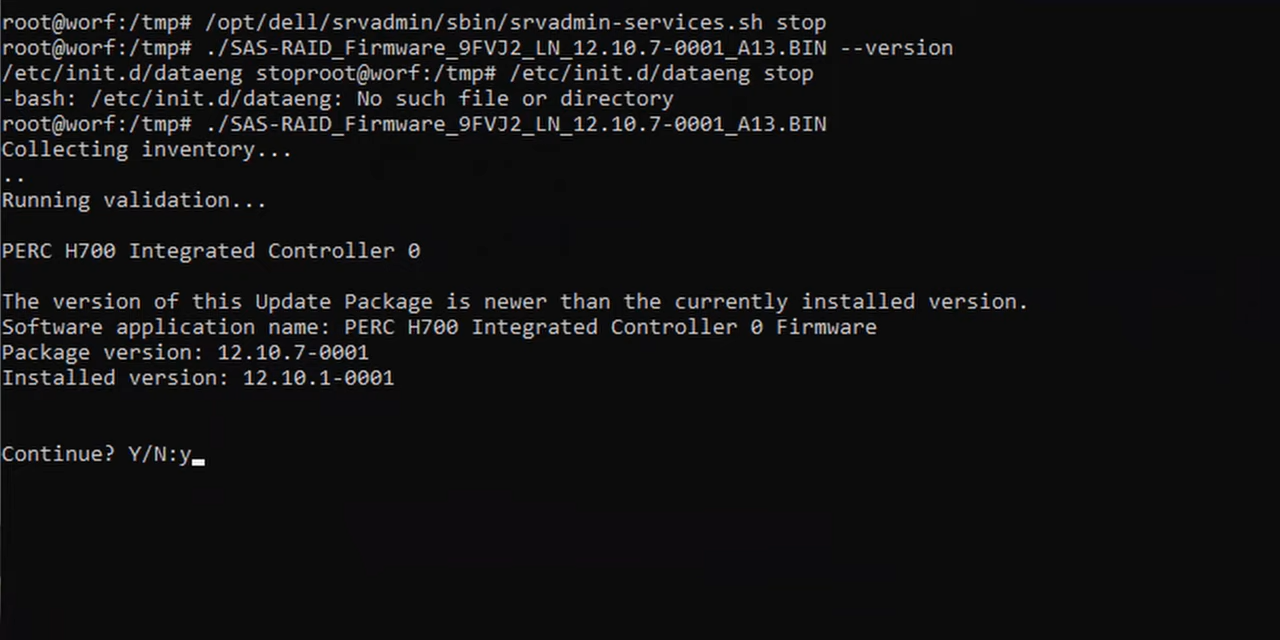 root@worf:/tmp# /opt/dell/srvadmin/sbin/srvadmin-services.sh stop
root@worf:/tmp# ./SAS-RAID_Firmware_9FVJ2_LN_12.10.7-0001_A13.BIN --version
/etc/init.d/dataeng stoproot@worf:/tmp# /etc/init.d/dataeng stop
-bash: /etc/init.d/dataeng: No such file or directory
root@worf:/tmp# ./SAS-RAID_Firmware_9FVJ2_LN_12.10.7-0001_A13.BIN
Collecting inventory...
..
Running validation...
PERC H700 Integrated Controller 0
The version of this Update Package is newer than the currently installed version.
Software application name: PERC H700 Integrated Controller 0 Firmware
Package version: 12.10.7-0001
Installed version: 12.10.1-0001
Continue? Y/N:y